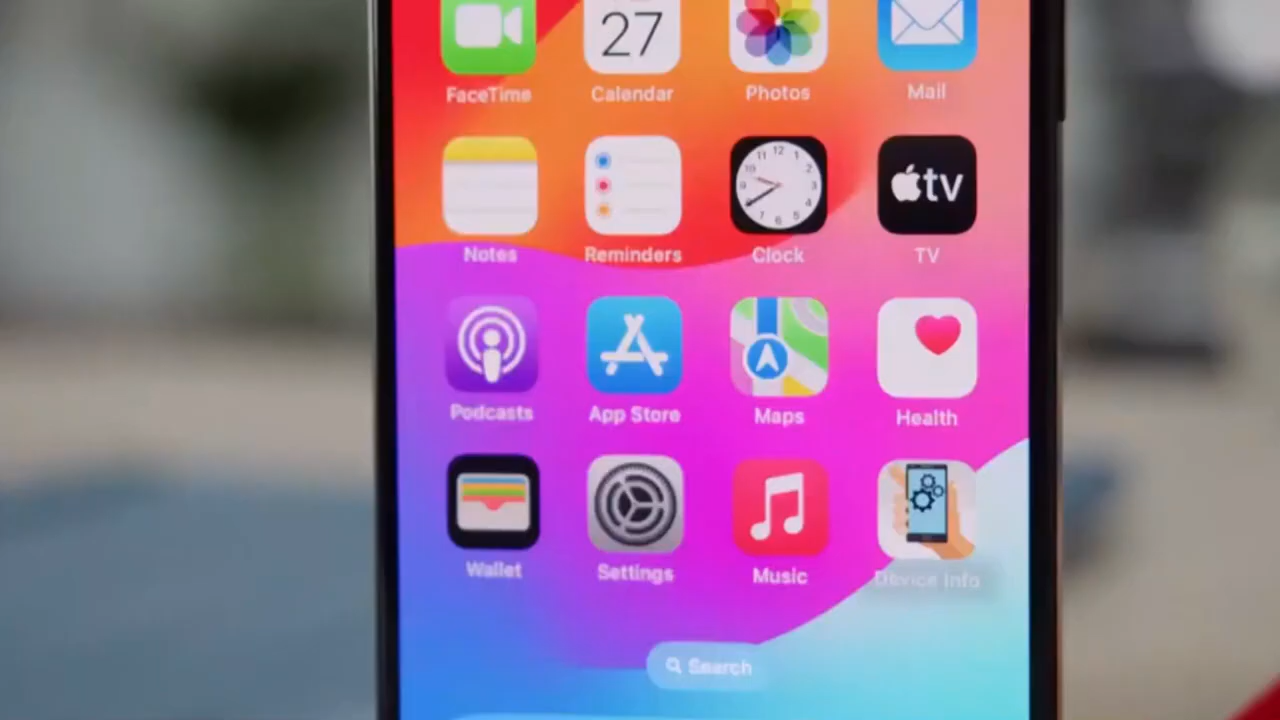 27
FaceTime Calendar Photos Mail
tv
Notes Reminders Clock TV
Podcasts App Store Maps Health
Wallet Settings Music Device Info
Search